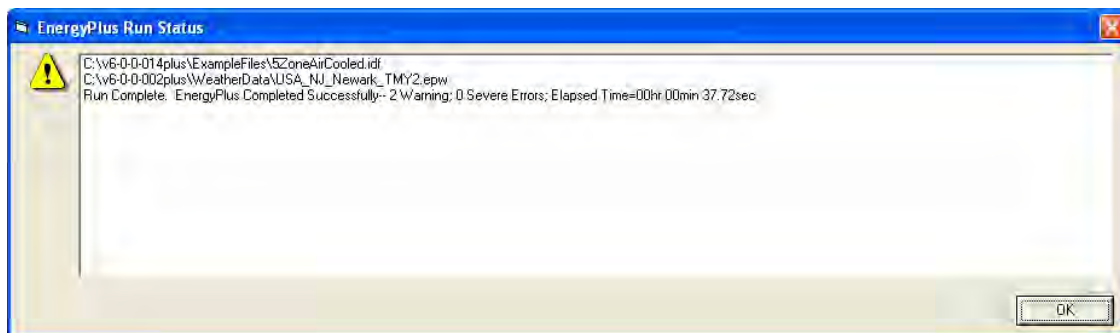 EnergyPlus Run Status
C:\v6-0-0-014plus\ExampleFiles\5ZoneAirCooled.idf
C:\v6-0-0-002plus\WeatherData\USA_NJ_Newark_TMY2.epw
Run Complete. EnergyPlus Completed Successfully-- 2 Warning; 0 Severe Errors; Elapsed Time=00hr 00min 37.72sec
OK